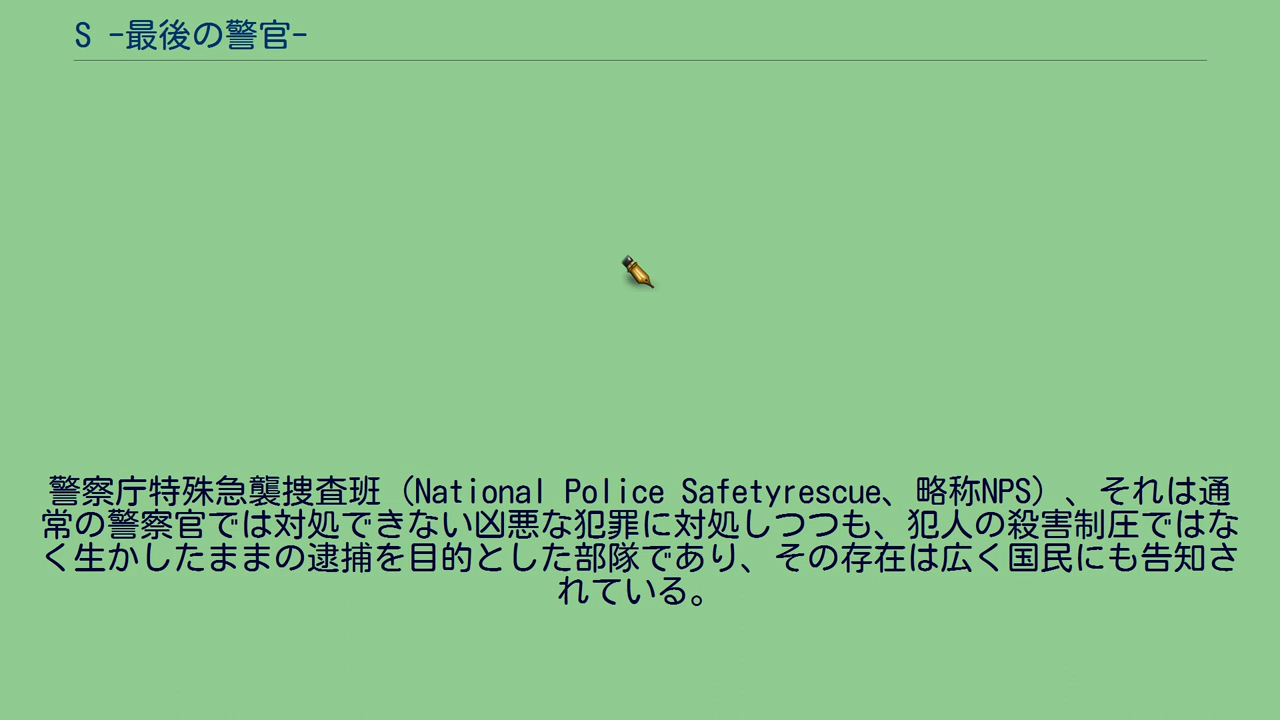 S -最後の警官-
警察庁特殊急襲捜査班（National Police Safetyrescue、略称NPS）、それは通
常の警察官では対処できない凶悪な犯罪に対処しつつも、犯人の殺害制圧ではな
く生かしたままの逮捕を目的とした部隊であり、その存在は広く国民にも告知さ
れている。